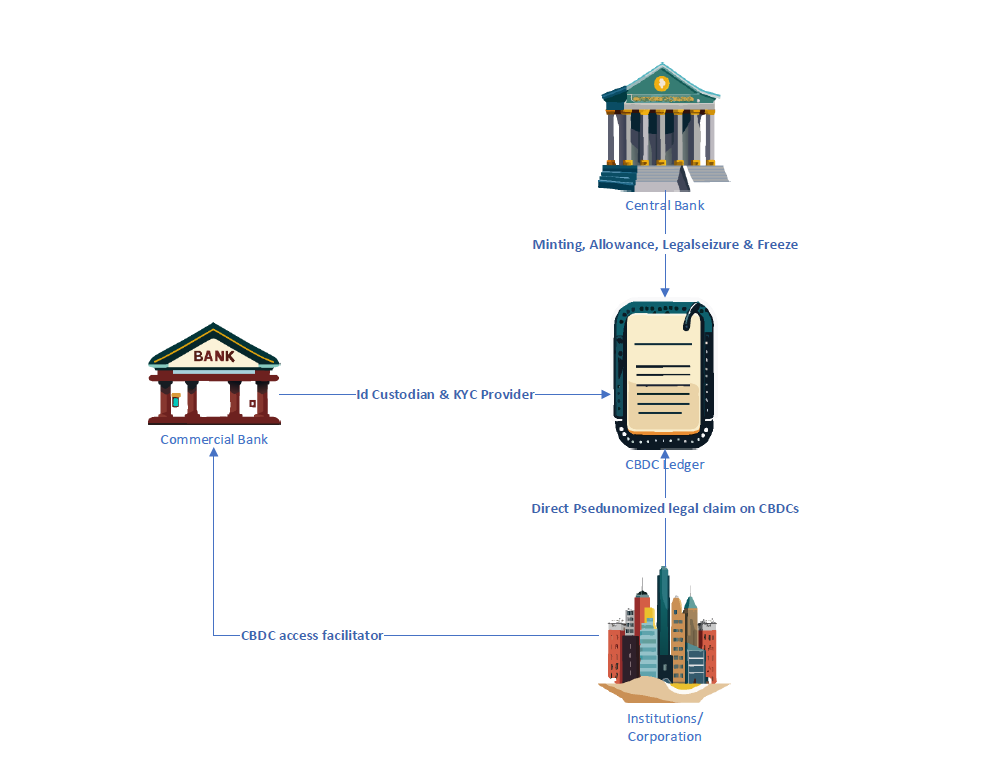 Central Bank
Minting, Allowance, Legalseizure & Freeze
BANK
Id Custodian & KYC Provider
Commercial Bank
CBDC Ledger
Direct Psedunomized legal claim on CBDCs
CBDC access facilitator
Institutions/
Corporation